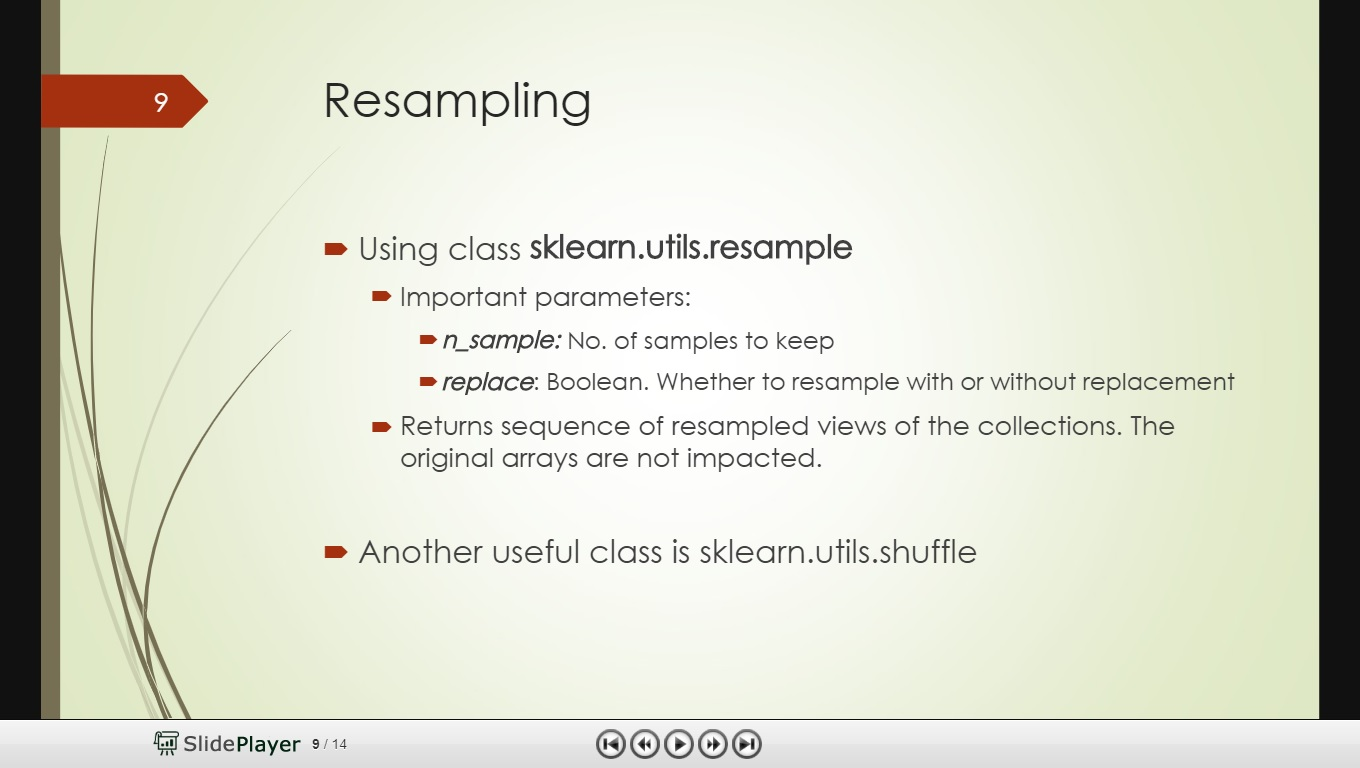 9
Resampling
Using class sklearn.utils.resample
Important parameters:
n_sample: No. of samples to keep
replace: Boolean. Whether to resample with or without replacement
Returns sequence of resampled views of the collections. The
original arrays are not impacted.
Another useful class is sklearn.utils.shuffle
SlidePlayer 9 / 14